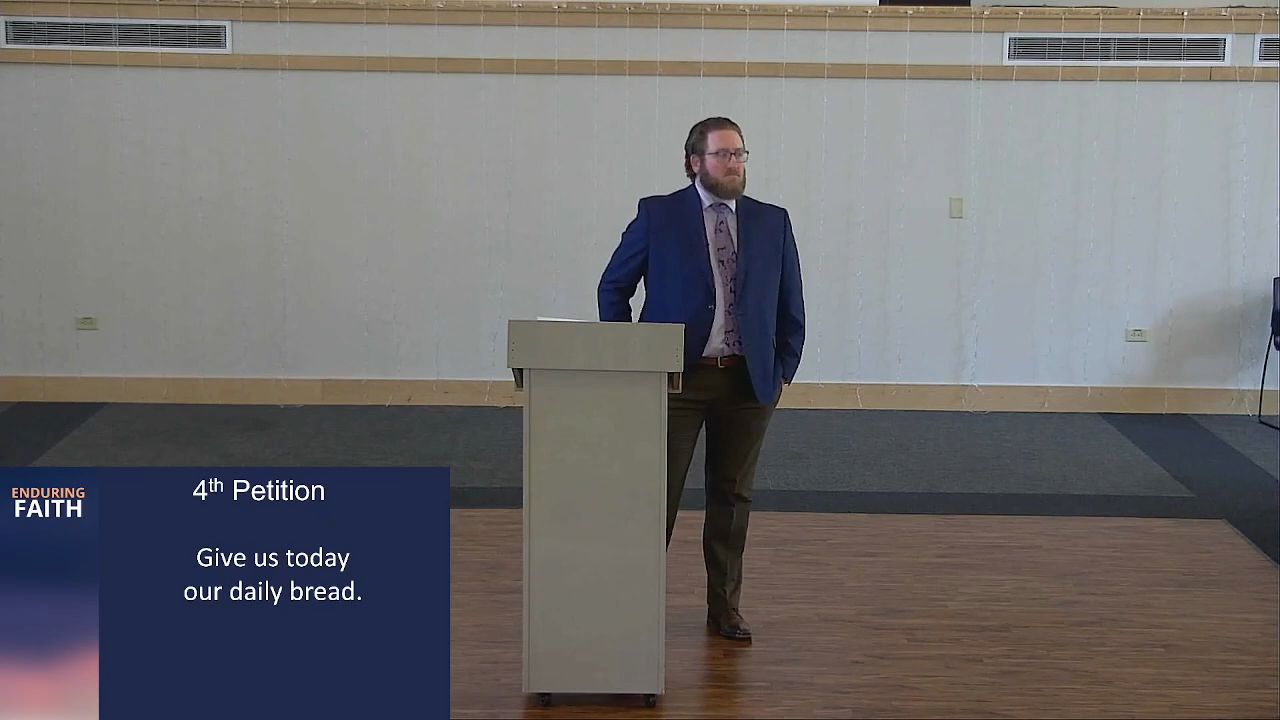 ENDURING
FAITH
4th Petition
Give us today
our daily bread.